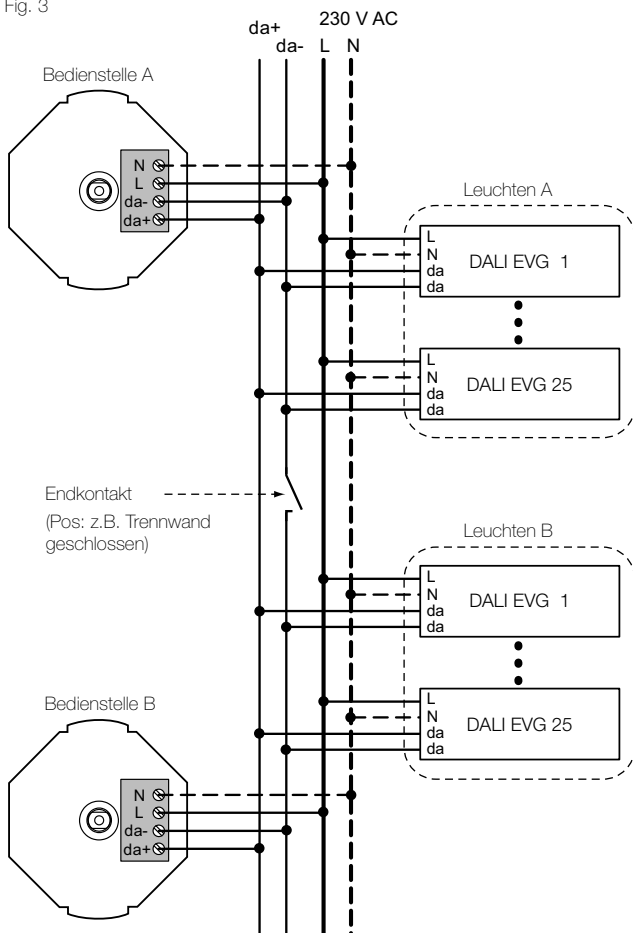 Fig. 3
230 V AC
da+
da-
L
N
Bedienstelle A
N
L
da-
da+
Leuchten A
L
N
da
da
DALI EVG 1
L
N
da
da
DALI EVG 25
Endkontakt
(Pos: z.B. Trennwand
geschlossen)
Leuchten B
L
N
da
da
DALI EVG 1
L
N
da
da
DALI EVG 25
Bedienstelle B
N
L
da-
da+